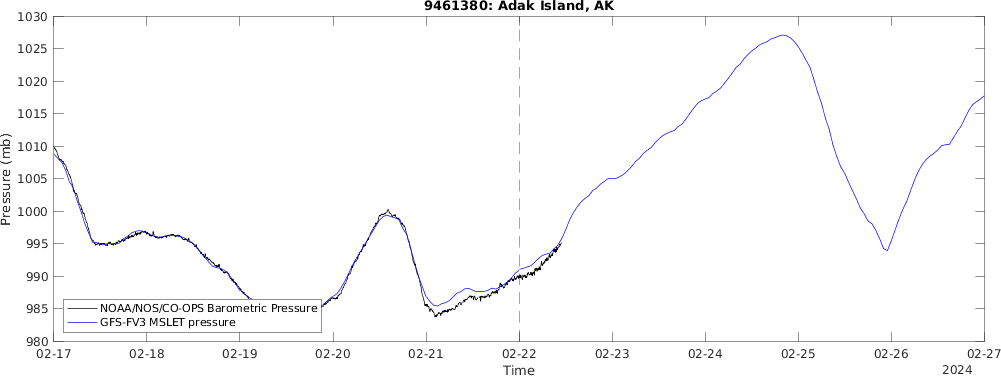 9461380: Adak Island, AK
Pressure (mb)
1030
1025
1020
1015
1010
1005
1000
995
990
985
980
NOAA/NOS/CO-OPS Barometric Pressure
GFS-FV3 MSLET pressure
02-17 02-18 02-19 02-20 02-21 02-22 02-23 02-24 02-25 02-26 02-27
Time
2024